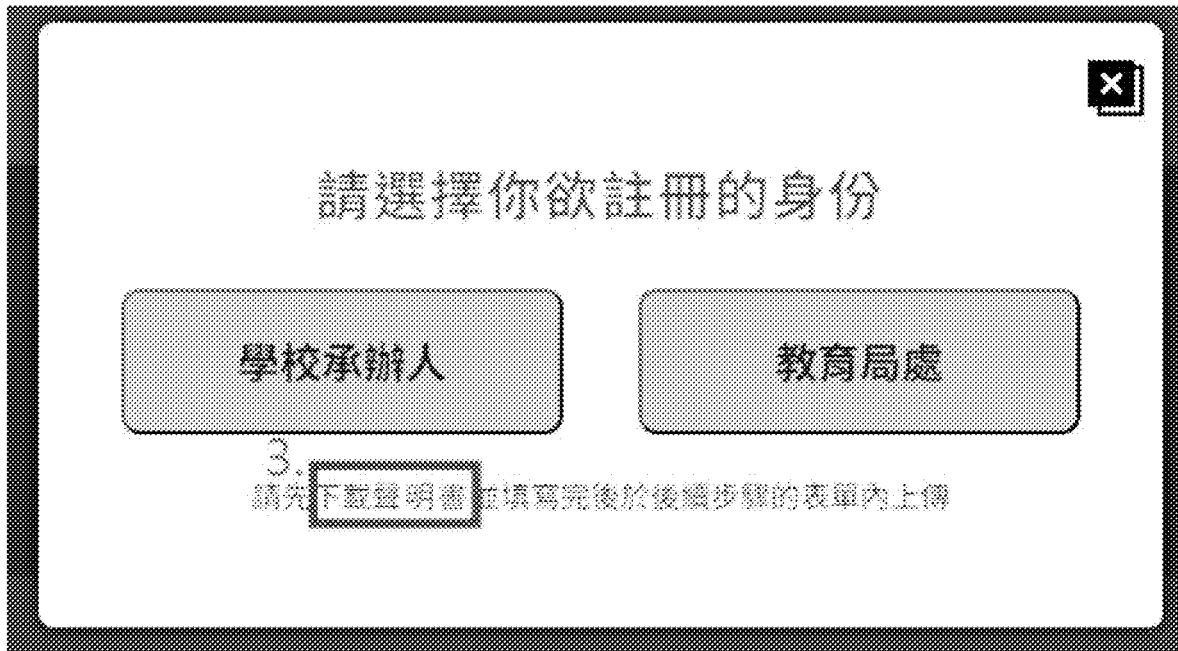 請選擇你欲註冊的身份
學校承辦人
教育局處
3.
請先下載聲明書並填寫完後於後續步驟的表單內上傳